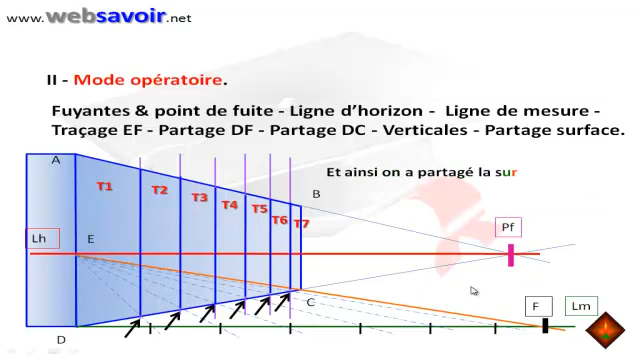 www.websavoir.net
II - Mode opératoire.
Fuyantes & point de fuite - Ligne d'horizon - Ligne de mesure -
Traçage EF - Partage DF - Partage DC - Verticales - Partage surface.
Et ainsi on a partagé la sur
A
B
T1
T2
T3
T4
T5
T6
T7
Pf
Lh
E
C
F
Lm
D